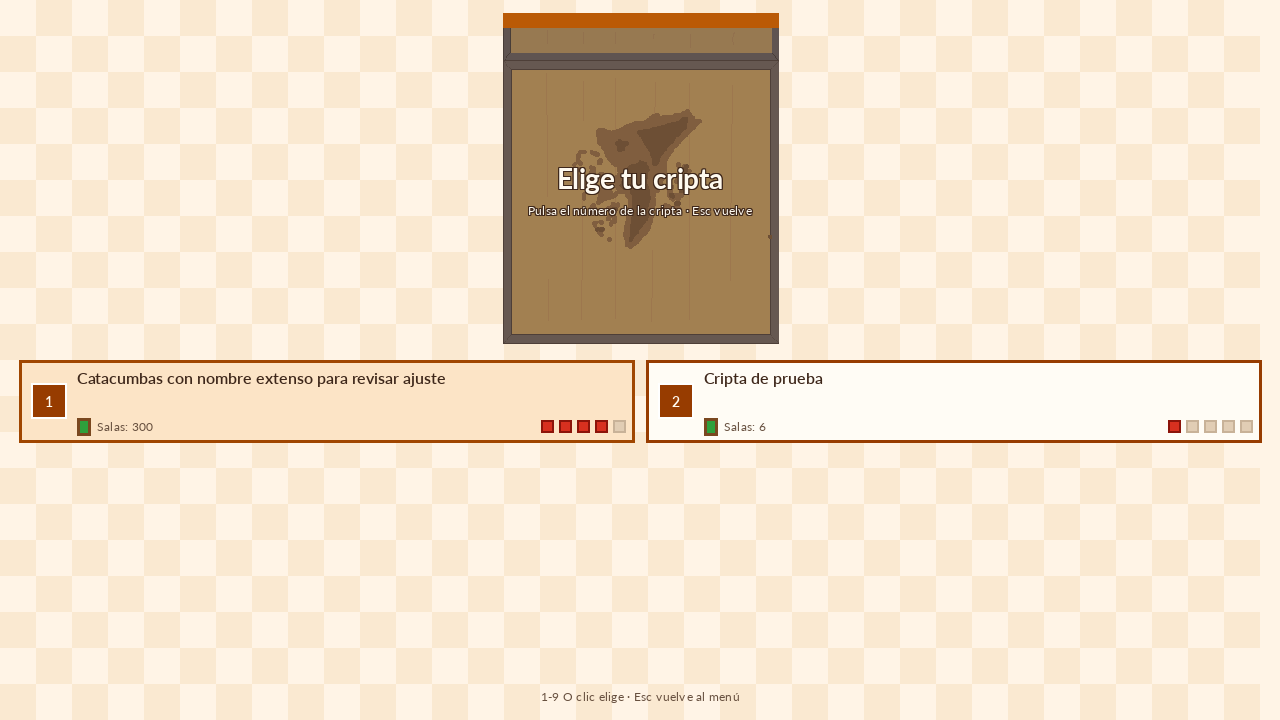 Elige tu cripta
Pulsa el número de la cripta · Esc vuelve
1
Catacumbas con nombre extenso para revisar ajuste
Salas: 300
2
Cripta de prueba
Salas: 6
1-9 O clic elige · Esc vuelve al menú